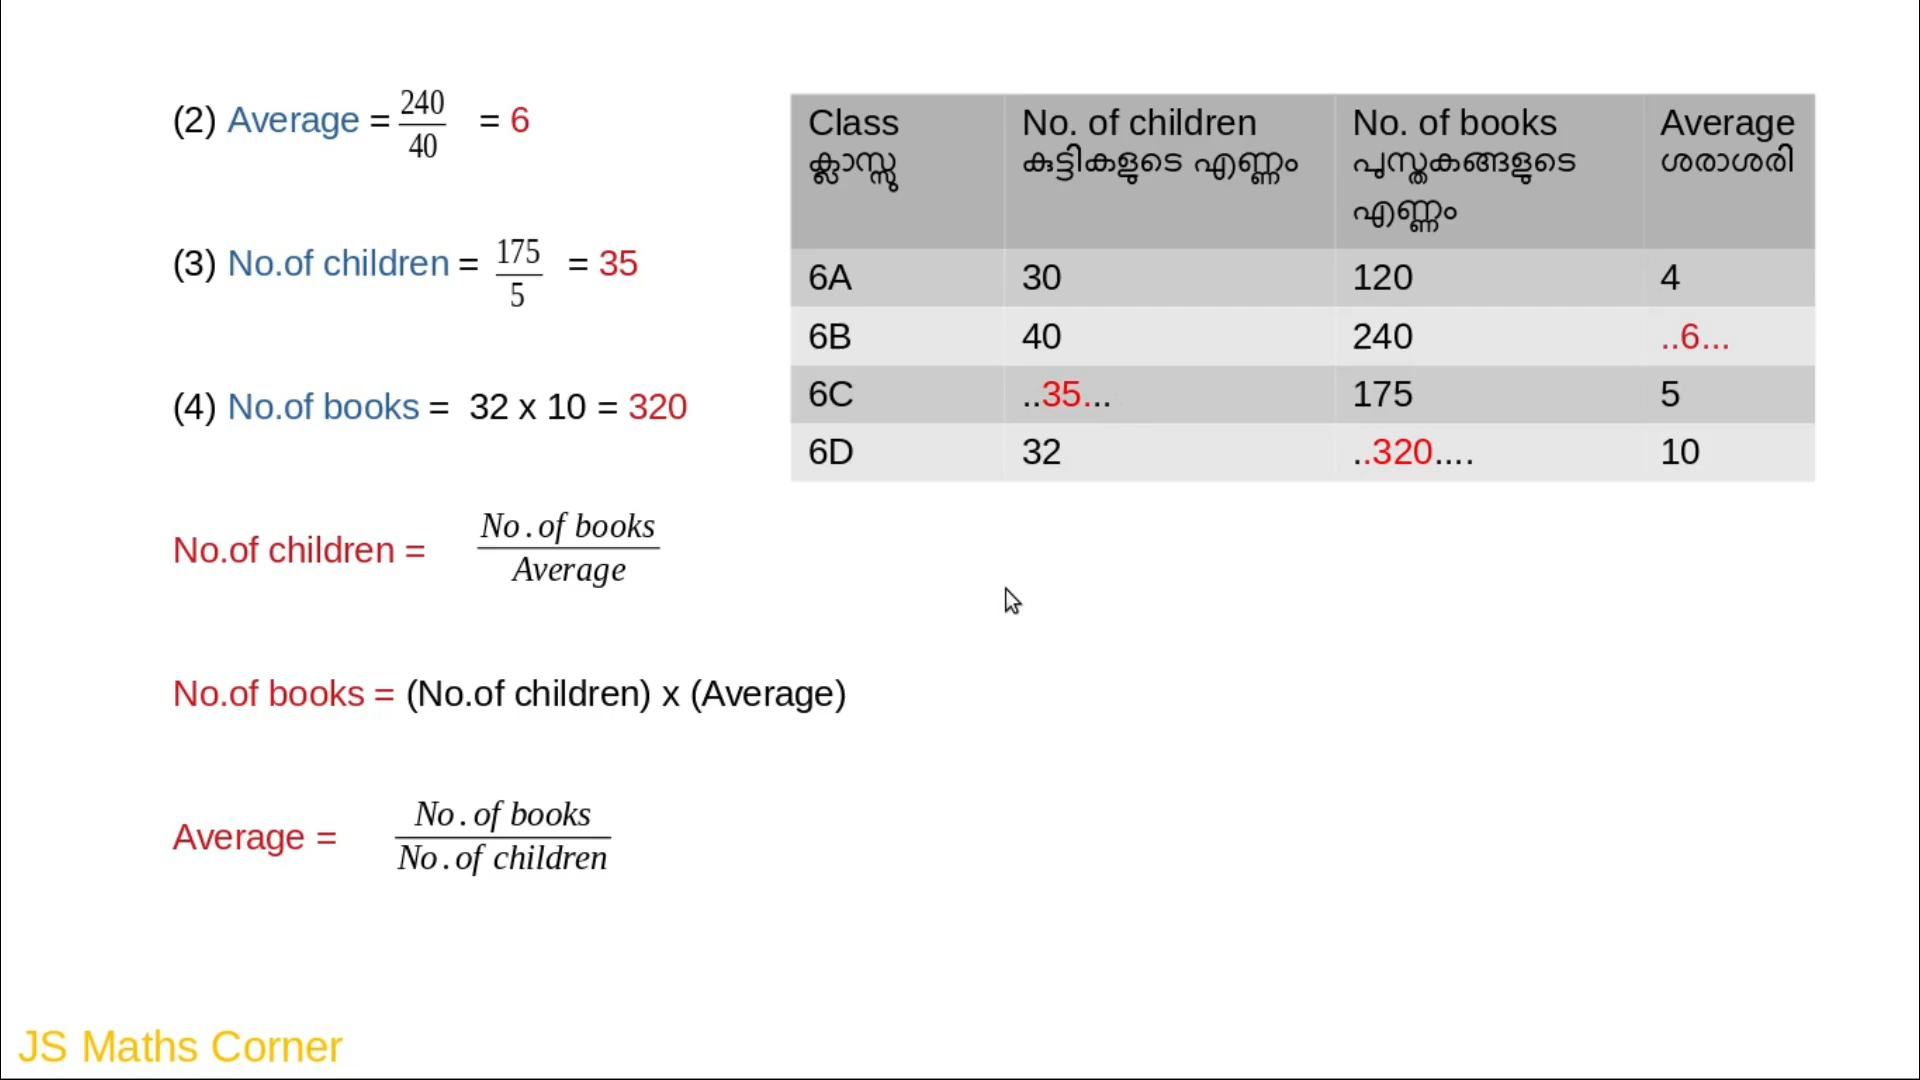 (2) Average = 240/40 = 6
(3) No.of children = 175/5 = 35
(4) No.of books = 32 x 10 = 320
No.of children = No.of books/Average
No.of books = (No.of children) x (Average)
Average = No.of books/No.of children
Class No. of children No. of books Average
ക്ലാസ്സു കുട്ടികളുടെ എണ്ണം പുസ്തകങ്ങളുടെ ശരാശരി
എണ്ണം
6A 30 120 4
6B 40 240 ..6...
6C ..35... 175 5
6D 32 ..320.... 10
JS Maths Corner